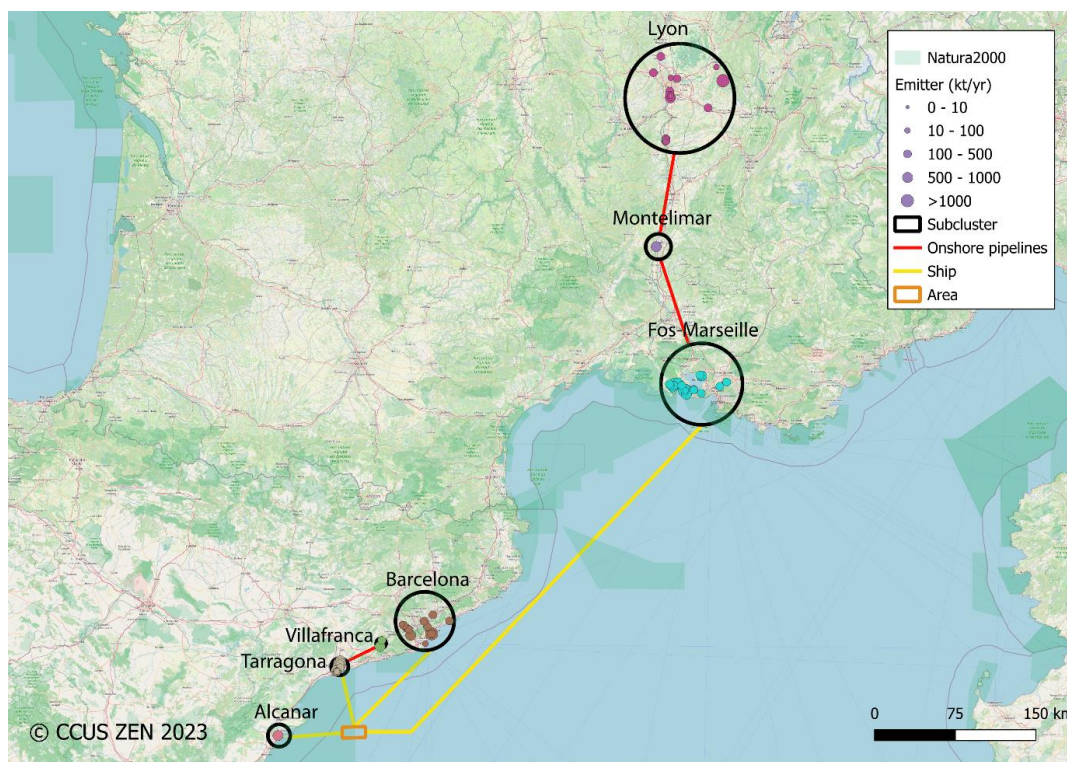 Lyon
Montelimar
Fos-Marseille
Barcelona
Villafranca
Tarragona
Alcanar
© CCUS ZEN 2023
Natura2000
Emitter (kt/yr)
0 - 10
10 - 100
100 - 500
500 - 1000
>1000
Subcluster
Onshore pipelines
Ship
Area
0 75 150 km